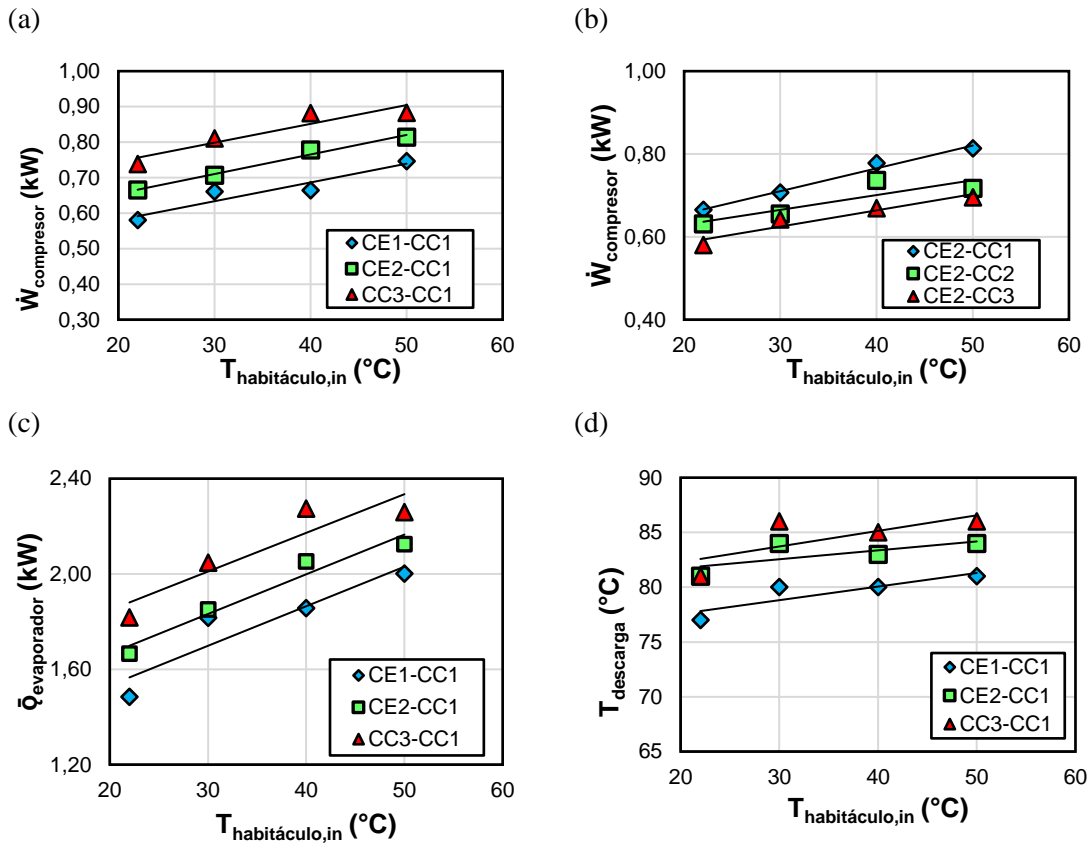 (a)
1,00
0,90
0,80
0,70
0,60
0,50
0,40
0,30
20 30 40 50 60
Ẇcompresor (kW)
Thabitáculo,in (°C)
CE1-CC1
CE2-CC1
CC3-CC1
(b)
1,00
0,80
0,60
0,40
20 30 40 50 60
Ẇcompresor (kW)
Thabitáculo,in (°C)
CE2-CC1
CE2-CC2
CE2-CC3
(c)
2,40
2,00
1,60
1,20
20 30 40 50 60
Q̄evaporador (kW)
Thabitáculo,in (°C)
CE1-CC1
CE2-CC1
CC3-CC1
(d)
90
85
80
75
70
65
20 30 40 50 60
Tdescarga (°C)
Thabitáculo,in (°C)
CE1-CC1
CE2-CC1
CC3-CC1